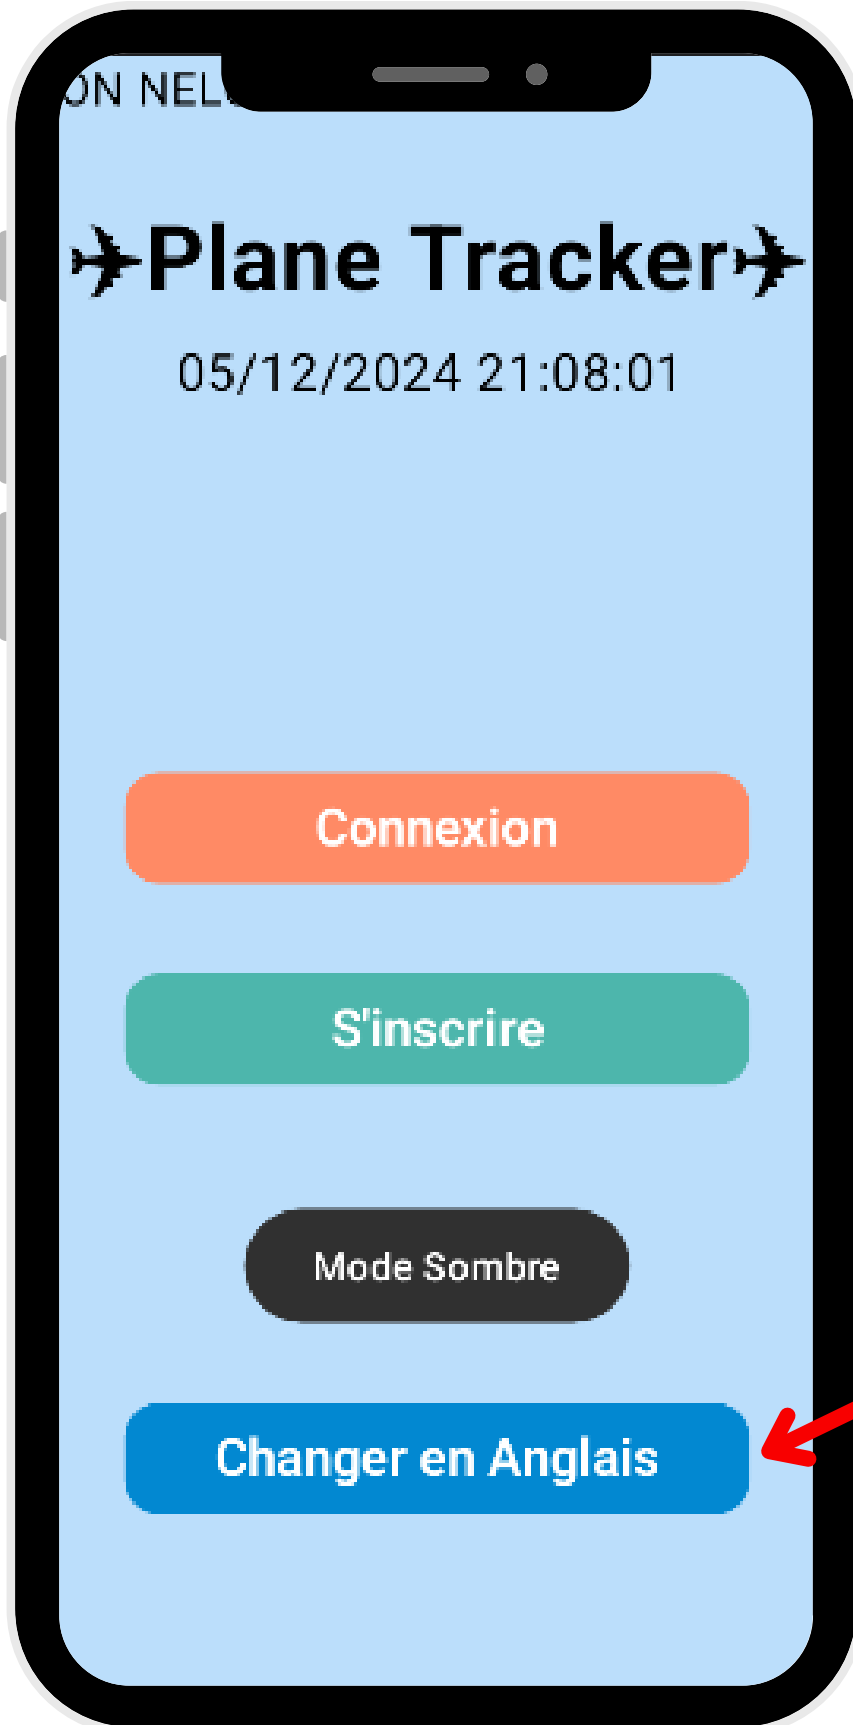 ✈Plane Tracker✈
05/12/2024 21:08:01
Connexion
S'inscrire
Mode Sombre
Changer en Anglais